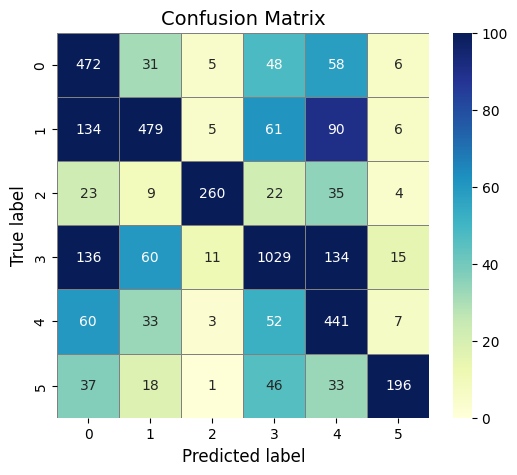 Confusion Matrix
True label
0 472 31 5 48 58 6
1 134 479 5 61 90 6
2 23 9 260 22 35 4
3 136 60 11 1029 134 15
4 60 33 3 52 441 7
5 37 18 1 46 33 196
0 1 2 3 4 5
Predicted label
100
80
60
40
20
0